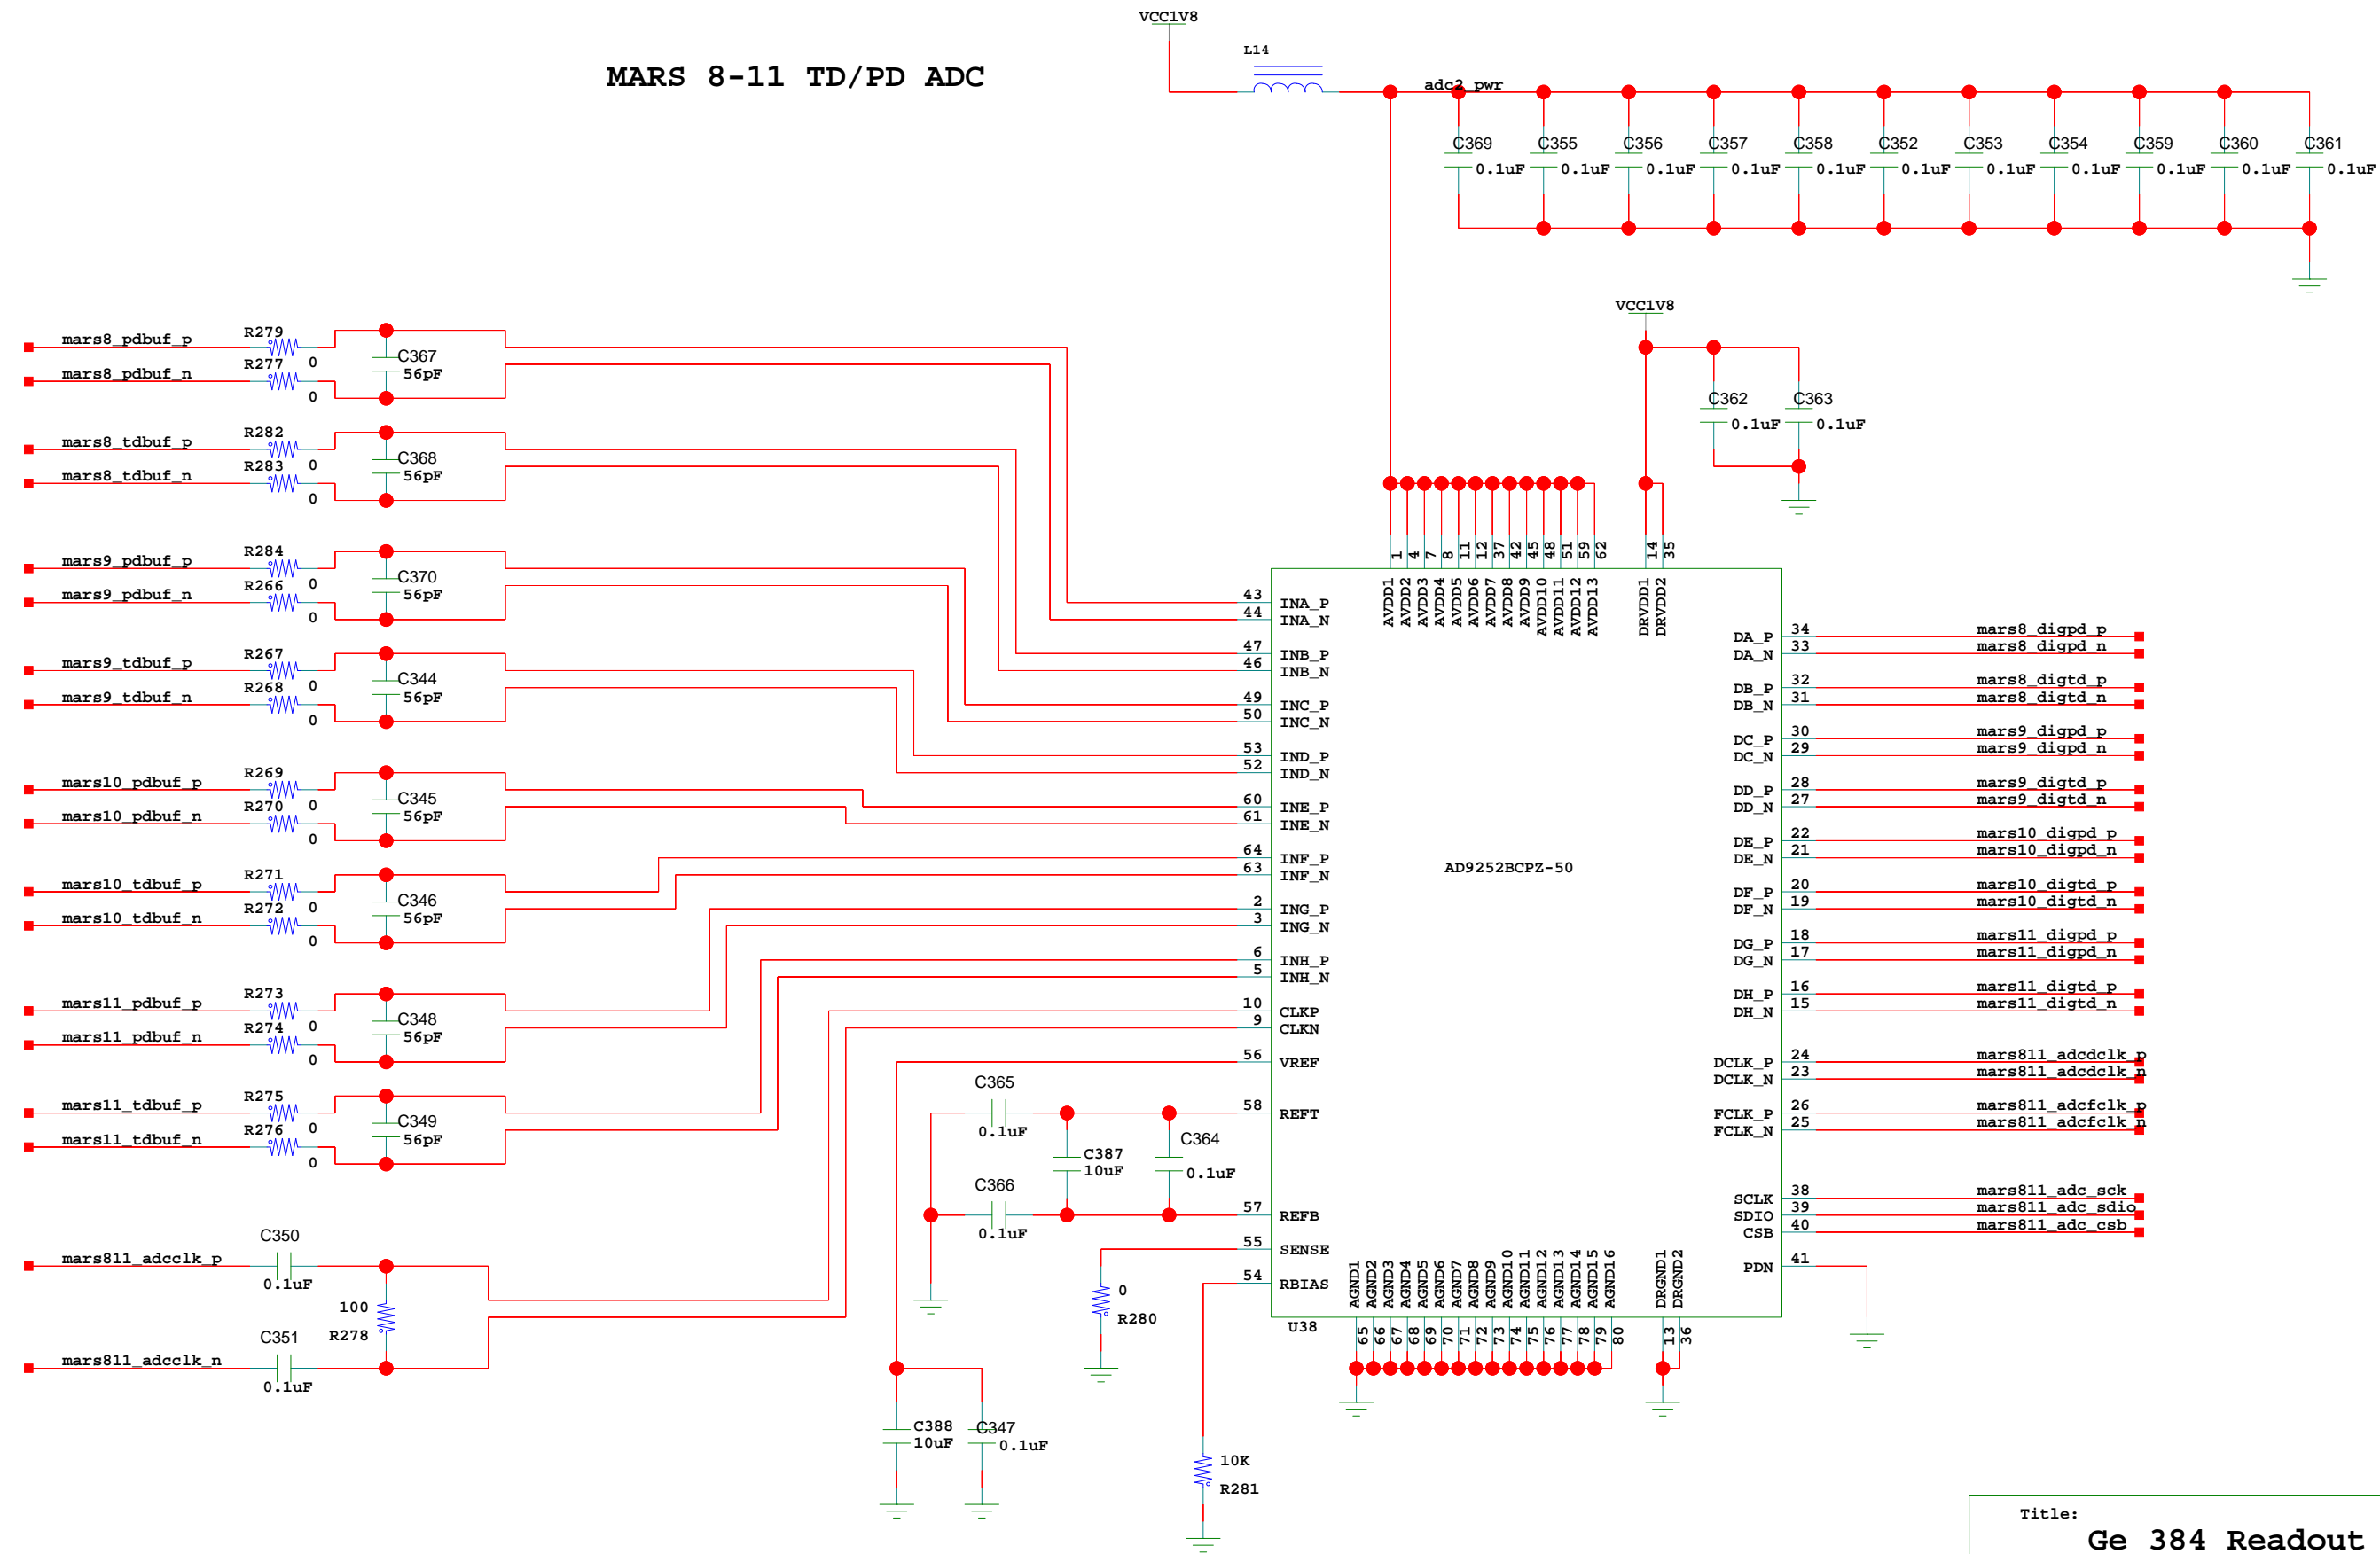 VCC1V8
MARS 8-11 TD/PD ADC
L14
adc2_pwr
C369 C355 C356 C357 C358 C352 C353 C354 C359 C360 C361
0.1uF 0.1uF 0.1uF 0.1uF 0.1uF 0.1uF 0.1uF 0.1uF 0.1uF 0.1uF 0.1uF
VCC1V8
C362 C363
0.1uF 0.1uF
mars8_pdbuf_p R279 0
mars8_pdbuf_n R277 0
C367
56pF
mars8_tdbuf_p R282 0
mars8_tdbuf_n R283 0
C368
56pF
mars9_pdbuf_p R284 0
mars9_pdbuf_n R266 0
C370
56pF
mars9_tdbuf_p R267 0
mars9_tdbuf_n R268 0
C344
56pF
mars10_pdbuf_p R269 0
mars10_pdbuf_n R270 0
C345
56pF
mars10_tdbuf_p R271 0
mars10_tdbuf_n R272 0
C346
56pF
mars11_pdbuf_p R273 0
mars11_pdbuf_n R274 0
C348
56pF
mars11_tdbuf_p R275 0
mars11_tdbuf_n R276 0
C349
56pF
mars811_adcclk_p C350 0.1uF
100
R278
mars811_adcclk_n C351 0.1uF
1 4 7 8 11 12 37 42 45 48 51 59 62 14 35
AVDD1 AVDD2 AVDD3 AVDD4 AVDD5 AVDD6 AVDD7 AVDD8 AVDD9 AVDD10 AVDD11 AVDD12 AVDD13 DRVDD1 DRVDD2
43 INA_P
44 INA_N
47 INB_P
46 INB_N
49 INC_P
50 INC_N
53 IND_P
52 IND_N
60 INE_P
61 INE_N
64 INF_P
63 INF_N
2 ING_P
3 ING_N
6 INH_P
5 INH_N
10 CLKP
9 CLKN
56 VREF
58 REFT
57 REFB
55 SENSE
54 RBIAS
AD9252BCPZ-50
DA_P 34 mars8_digpd_p
DA_N 33 mars8_digpd_n
DB_P 32 mars8_digtd_p
DB_N 31 mars8_digtd_n
DC_P 30 mars9_digpd_p
DC_N 29 mars9_digpd_n
DD_P 28 mars9_digtd_p
DD_N 27 mars9_digtd_n
DE_P 22 mars10_digpd_p
DE_N 21 mars10_digpd_n
DF_P 20 mars10_digtd_p
DF_N 19 mars10_digtd_n
DG_P 18 mars11_digpd_p
DG_N 17 mars11_digpd_n
DH_P 16 mars11_digtd_p
DH_N 15 mars11_digtd_n
DCLK_P 24 mars811_adcdclk_p
DCLK_N 23 mars811_adcdclk_n
FCLK_P 26 mars811_adcfclk_p
FCLK_N 25 mars811_adcfclk_n
SCLK 38 mars811_adc_sck
SDIO 39 mars811_adc_sdio
CSB 40 mars811_adc_csb
PDN 41
C365
0.1uF
C387
10uF
C364
0.1uF
C366
0.1uF
0
R280
AGND1 AGND2 AGND3 AGND4 AGND5 AGND6 AGND7 AGND8 AGND9 AGND10 AGND11 AGND12 AGND13 AGND14 AGND15 AGND16 DRGND1 DRGND2
U38
65 66 67 68 69 70 71 72 73 74 75 76 77 78 79 80 13 36
C388
10uF
C347
0.1uF
10K
R281
Title:
Ge 384 Readout